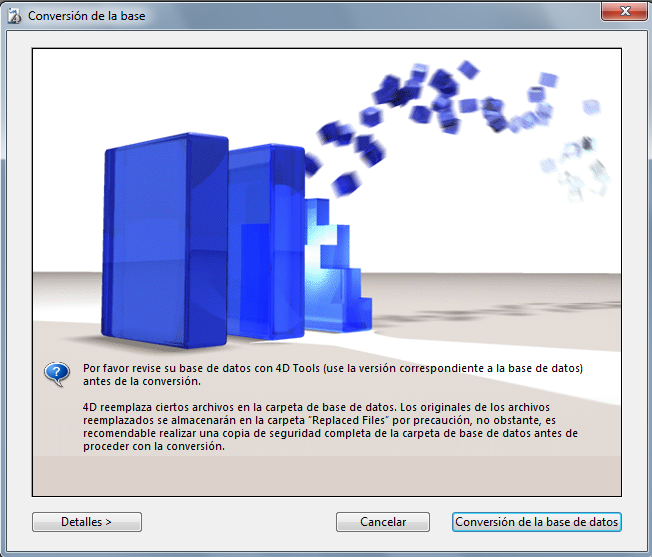 Conversión de la base
Por favor revise su base de datos con 4D Tools (use la versión correspondiente a la base de datos)
antes de la conversión.
4D reemplaza ciertos archivos en la carpeta de base de datos. Los originales de los archivos
reemplazados se almacenarán en la carpeta "Replaced Files" por precaución, no obstante, es
recomendable realizar una copia de seguridad completa de la carpeta de base de datos antes de
proceder con la conversión.
Detalles >
Cancelar
Conversión de la base de datos